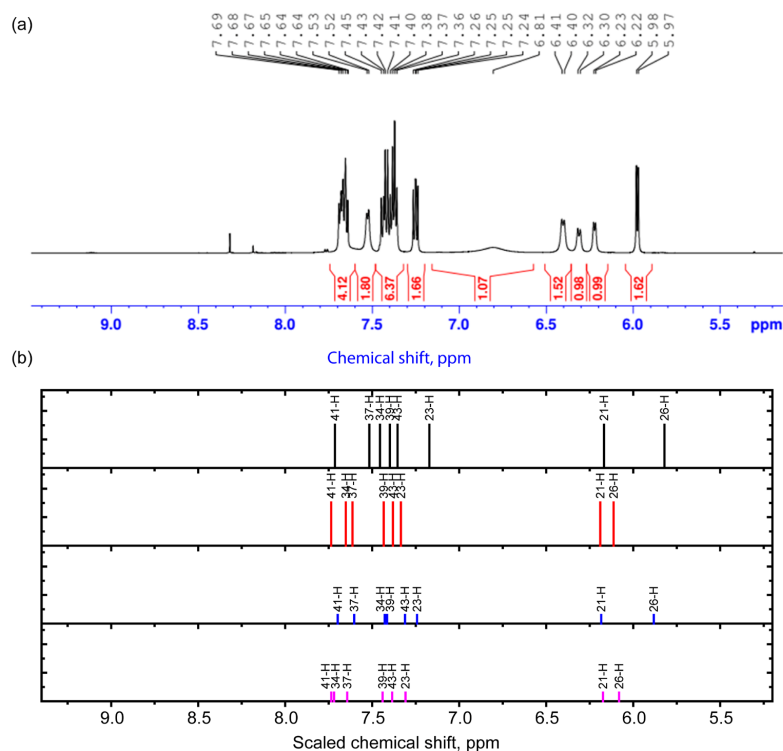 (a)
7.69 7.68 7.67 7.65 7.64 7.64 7.53 7.52 7.45 7.43 7.42 7.41 7.40 7.38 7.37 7.36 7.26 7.25 7.25 7.24 6.81 6.41 6.40 6.32 6.30 6.23 6.22 5.98 5.97
4.12 1.80 6.37 1.66 1.07 1.52 0.98 0.99 1.62
9.0 8.5 8.0 7.5 7.0 6.5 6.0 5.5 ppm
(b)
Chemical shift, ppm
41-H 37-H 34-H 39-H 43-H 23-H 21-H 26-H
41-H 34-H 37-H 39-H 43-H 23-H 21-H 26-H
41-H 37-H 34-H 39-H 43-H 23-H 21-H 26-H
41-H 34-H 37-H 39-H 43-H 23-H 21-H 26-H
9.0 8.5 8.0 7.5 7.0 6.5 6.0 5.5
Scaled chemical shift, ppm